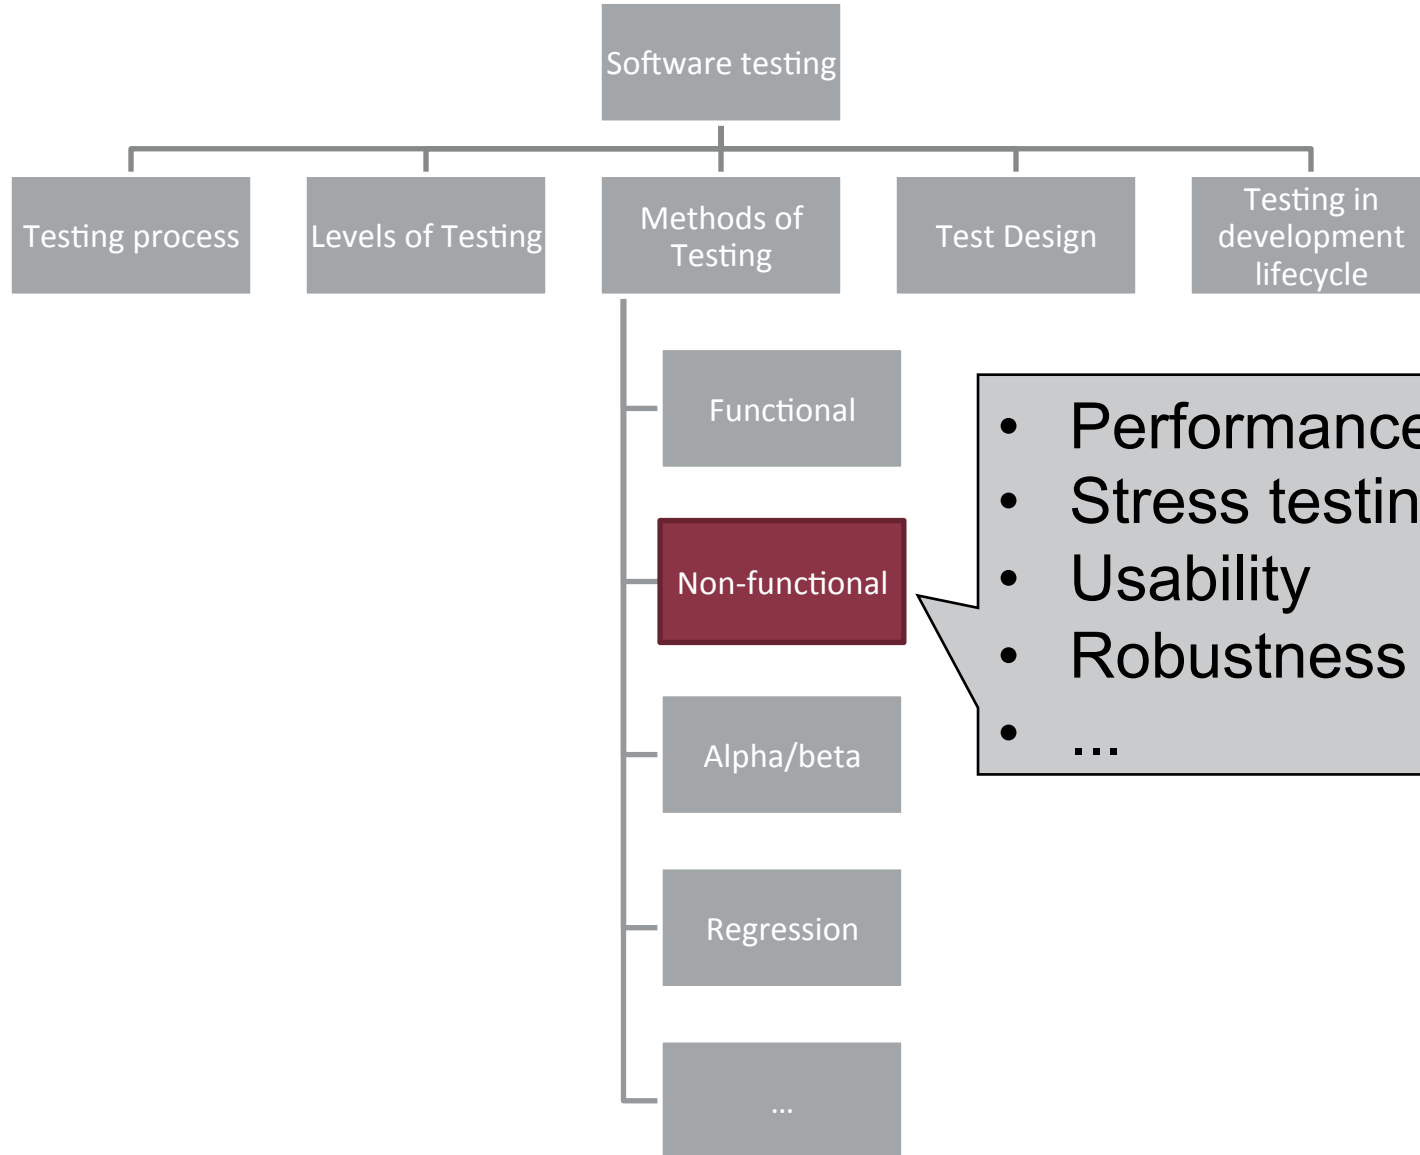 Software testing
Testing process
Levels of Testing
Methods of
Testing
Test Design
Testing in
development
lifecycle
Functional
• Performance
• Stress testin
• Usability
• Robustness
• ...
Non-functional
Alpha/beta
Regression
...